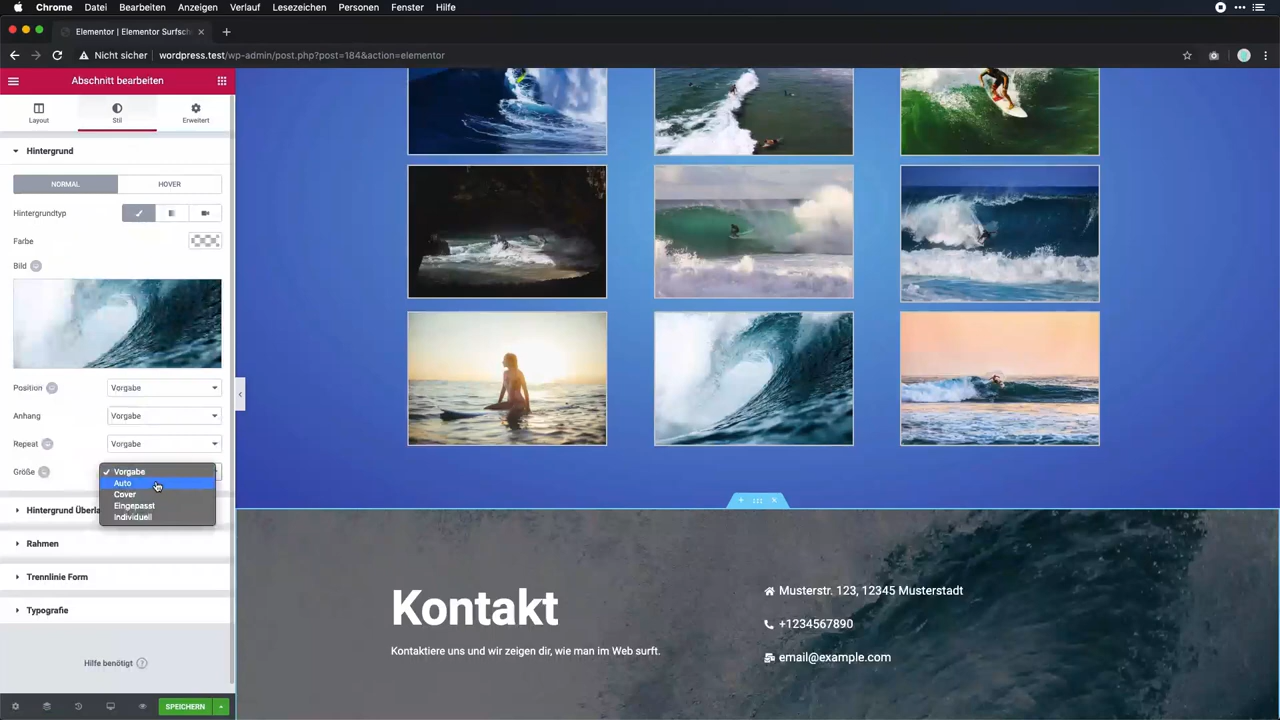 Chrome Datei Bearbeiten Anzeigen Verlauf Lesezeichen Personen Fenster Hilfe
Elementor | Elementor Surfsch
Nicht sicher wordpress.test/wp-admin/post.php?post=184&action=elementor
Abschnitt bearbeiten
Layout Stil Erweitert
Hintergrund
NORMAL HOVER
Hintergrundtyp
Farbe
Bild
Position Vorgabe
Anhang Vorgabe
Repeat Vorgabe
Größe Vorgabe
Auto
Cover
Eingepasst
Individuell
Hintergrund Überla
Rahmen
Trennlinie Form
Typografie
Hilfe benötigt ?
SPEICHERN
Kontakt
Kontaktiere uns und wir zeigen dir, wie man im Web surft.
Musterstr. 123, 12345 Musterstadt
+1234567890
email@example.com